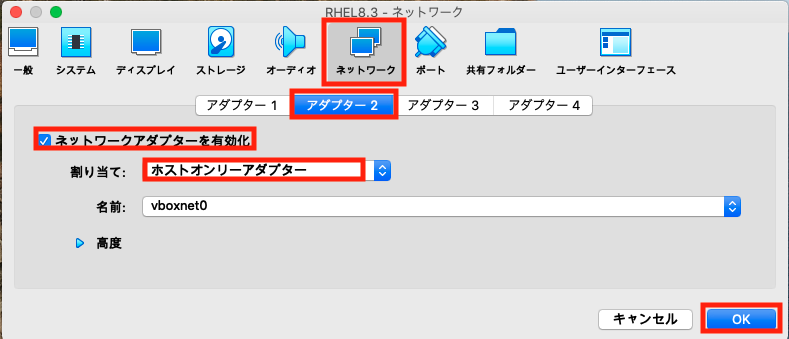 RHEL8.3 - ネットワーク
一般 システム ディスプレイ ストレージ オーディオ ネットワーク ポート 共有フォルダー ユーザーインターフェース
アダプター 1 アダプター 2 アダプター 3 アダプター 4
ネットワークアダプターを有効化
割り当て: ホストオンリーアダプター
名前: vboxnet0
高度
キャンセル OK